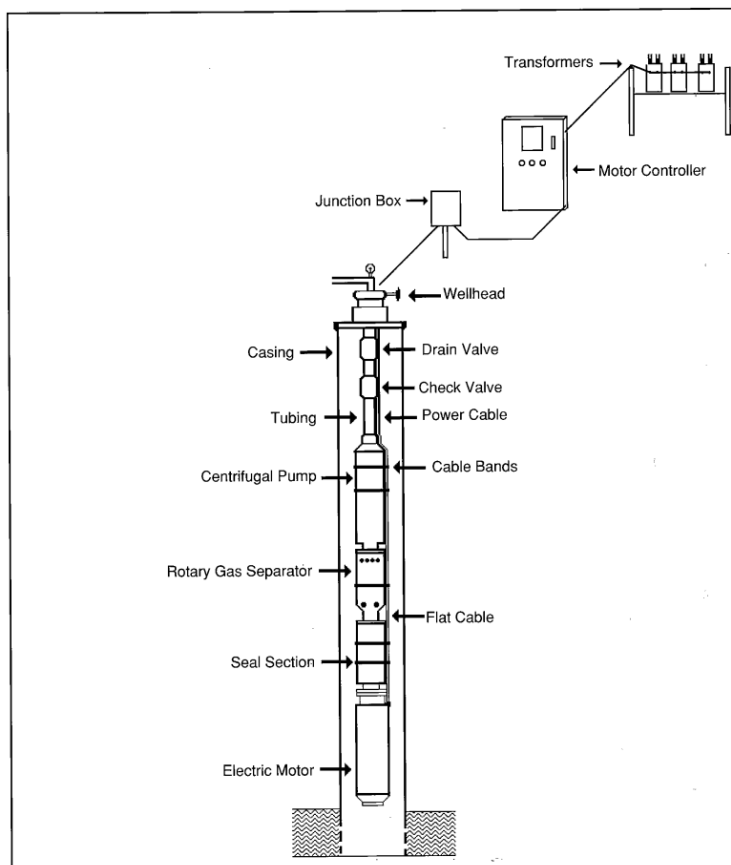 Transformers
Motor Controller
Junction Box
Wellhead
Casing
Drain Valve
Check Valve
Tubing
Power Cable
Cable Bands
Centrifugal Pump
Rotary Gas Separator
Flat Cable
Seal Section
Electric Motor